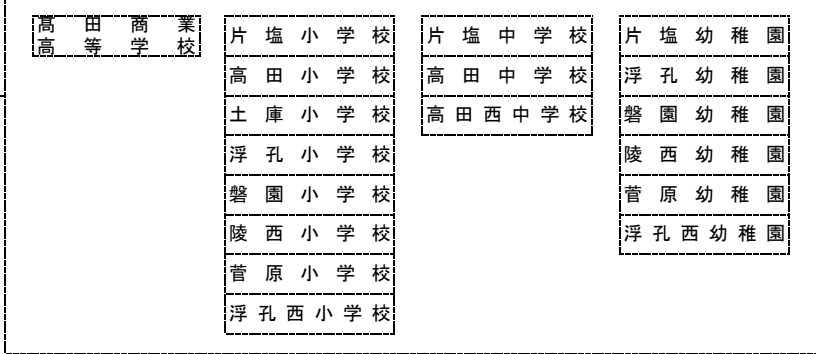 髙田商業
高等学校
片塩小学校
高田小学校
土庫小学校
浮孔小学校
磐園小学校
陵西小学校
菅原小学校
浮孔西小学校
片塩中学校
高田中学校
高田西中学校
片塩幼稚園
浮孔幼稚園
磐園幼稚園
陵西幼稚園
菅原幼稚園
浮孔西幼稚園